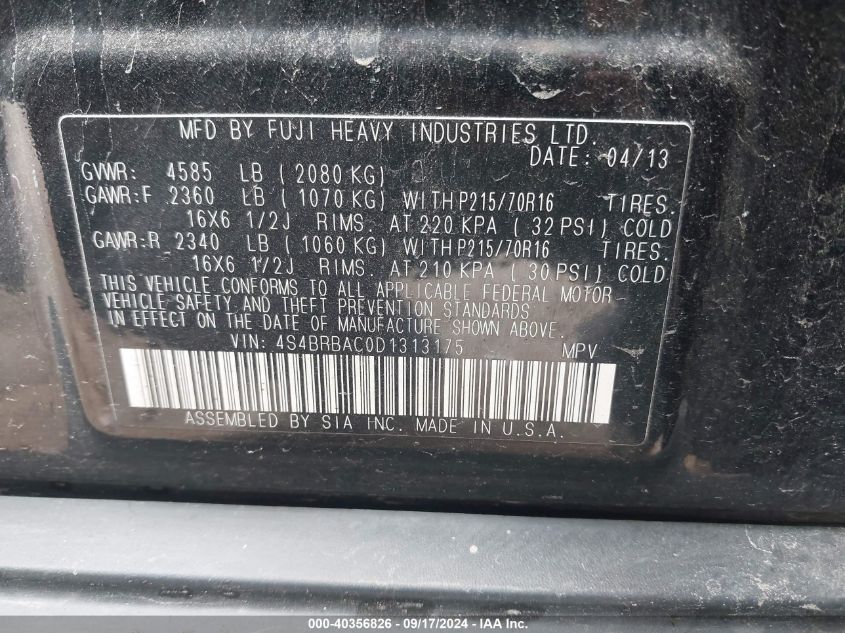 MFD BY FUJI HEAVY INDUSTRIES LTD.
DATE: 04/13
GVWR: 4585 LB ( 2080 KG)
GAWR:F 2360 LB ( 1070 KG) WITH P215/70R16 TIRES.
16X6 1/2J RIMS. AT 220 KPA ( 32 PSI) COLD
GAWR:R 2340 LB ( 1060 KG) WITH P215/70R16 TIRES.
16X6 1/2J RIMS. AT 210 KPA ( 30 PSI) COLD
THIS VEHICLE CONFORMS TO ALL APPLICABLE FEDERAL MOTOR
VEHICLE SAFETY AND THEFT PREVENTION STANDARDS
IN EFFECT ON THE DATE OF MANUFACTURE SHOWN ABOVE.
VIN: 4S4BRBAC0D1313175 MPV
ASSEMBLED BY SIA INC. MADE IN U.S.A.
000-40356826 - 09/17/2024 - IAA Inc.